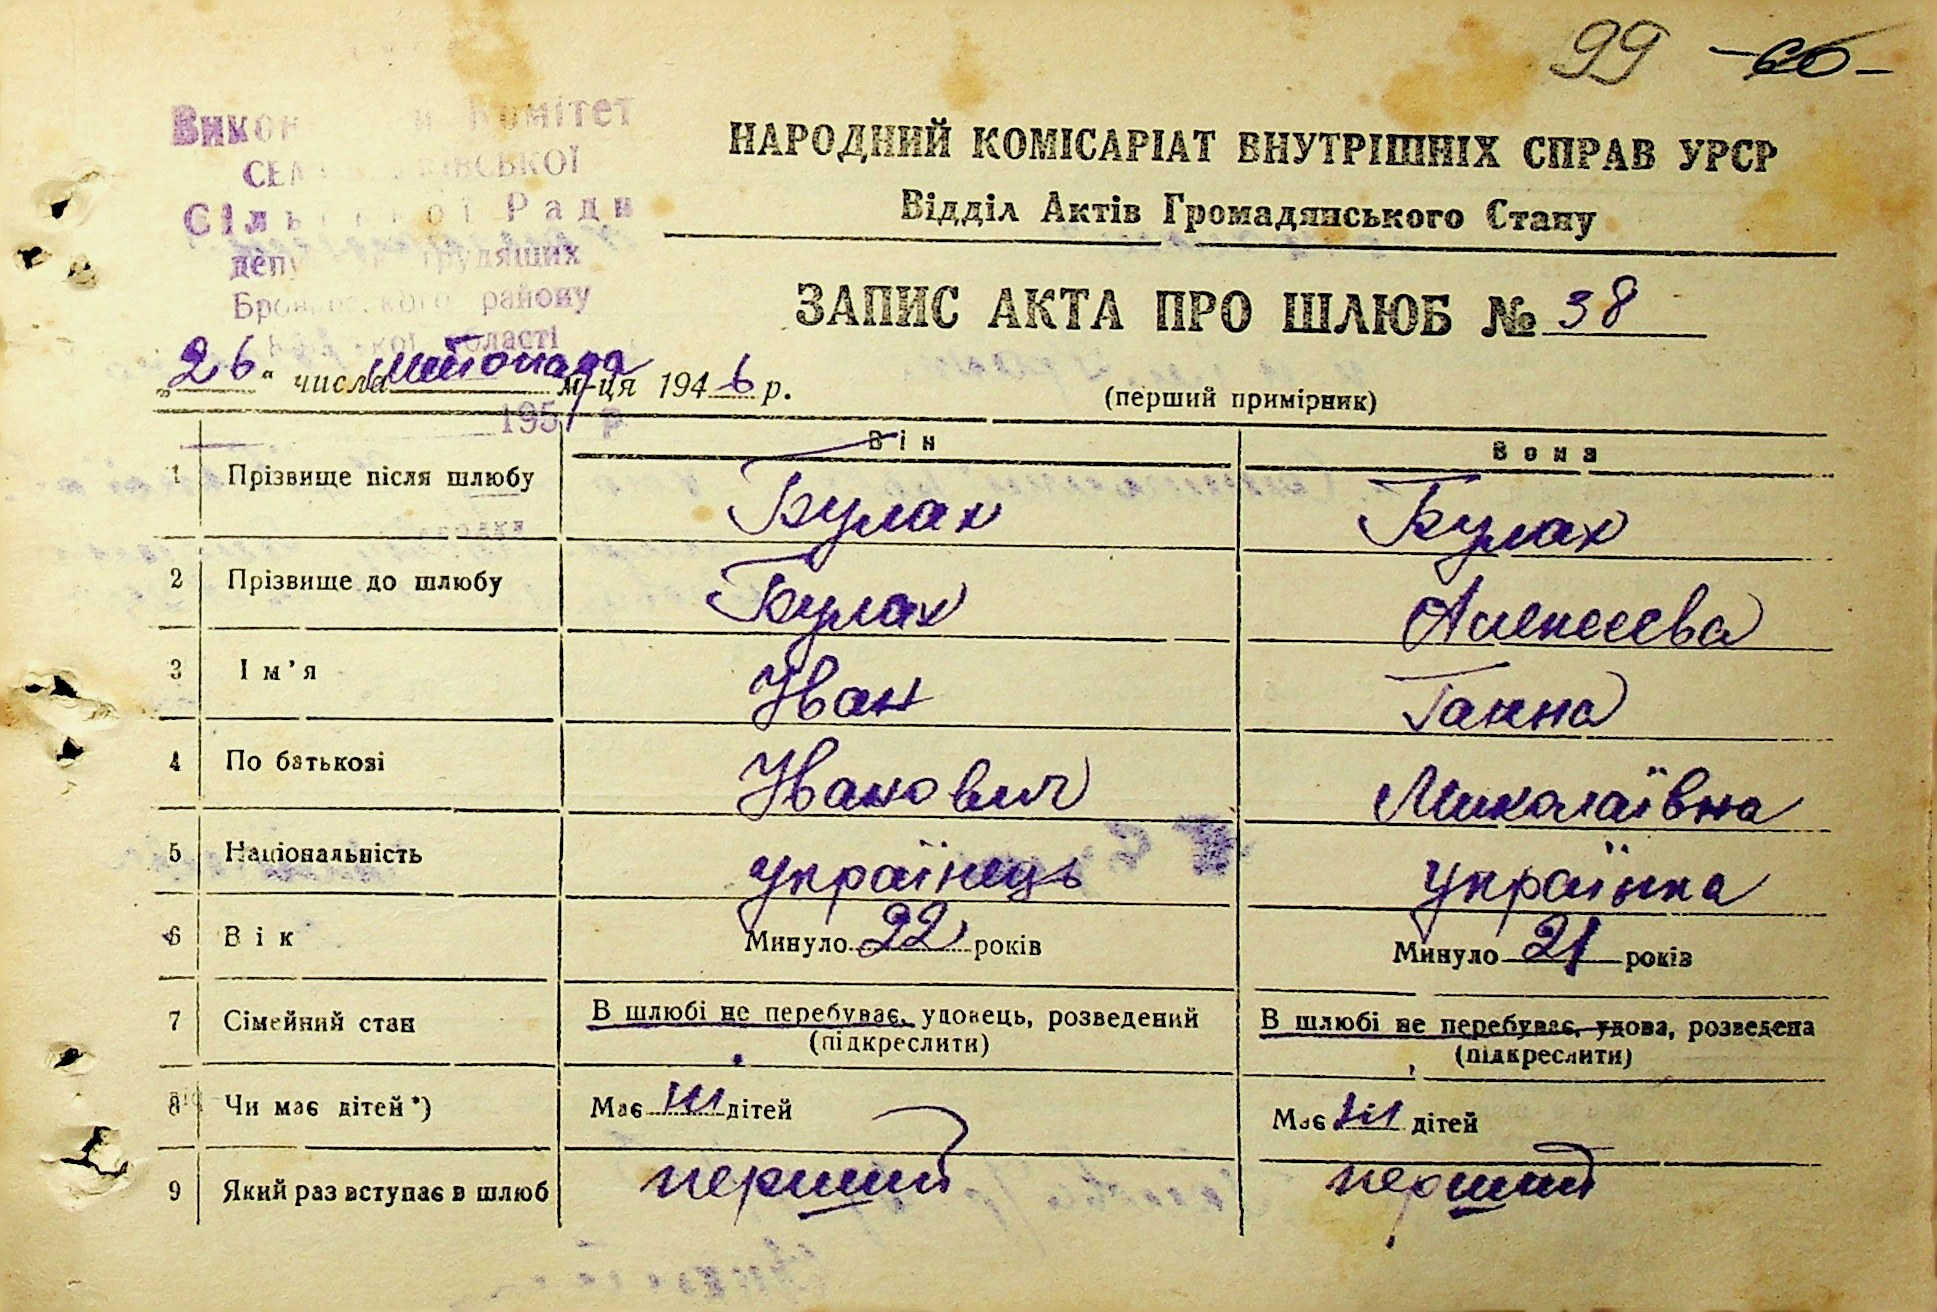 99 -60-
Комітет
СІЛЬСЬКОЇ Ради
району
області
195 р
НАРОДНИЙ КОМІСАРІАТ ВНУТРІШНІХ СПРАВ УРСР
Відділ Актів Громадянського Стану
ЗАПИС АКТА ПРО ШЛЮБ № 38
„26“ числа листопада м-ця 1946 р.
(перший примірник)
Він Вона
1 Прізвище після шлюбу Булах Булах
2 Прізвище до шлюбу Булах Алексеева
3 Ім’я Іван Ганна
4 По батькові Іванович Миколаївна
5 Національність українець українка
6 Вік Минуло 22 років Минуло 21 років
7 Сімейний стан В шлюбі не перебуває, удовець, розведений В шлюбі не перебуває, удова, розведена
(підкреслити) (підкреслити)
8 Чи має дітей*) Має ні дітей Має ні дітей
9 Який раз вступає в шлюб перший перший